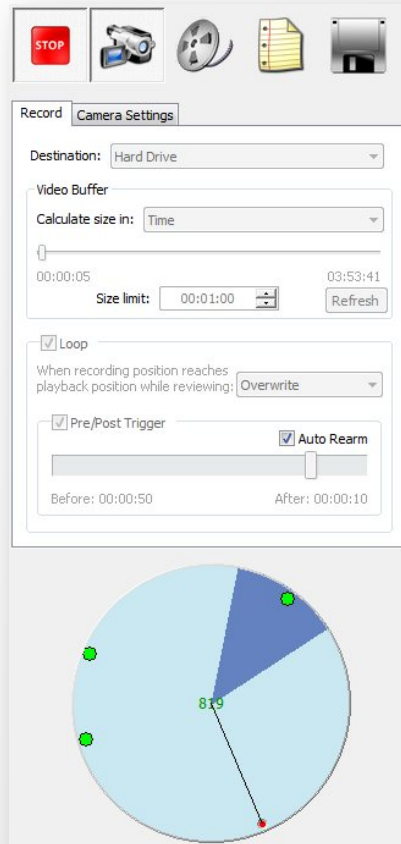 STOP
Record Camera Settings
Destination: Hard Drive
Video Buffer
Calculate size in: Time
00:00:05 03:53:41
Size limit: 00:01:00 Refresh
Loop
When recording position reaches
playback position while reviewing: Overwrite
Pre/Post Trigger
Auto Rearm
Before: 00:00:50 After: 00:00:10
819